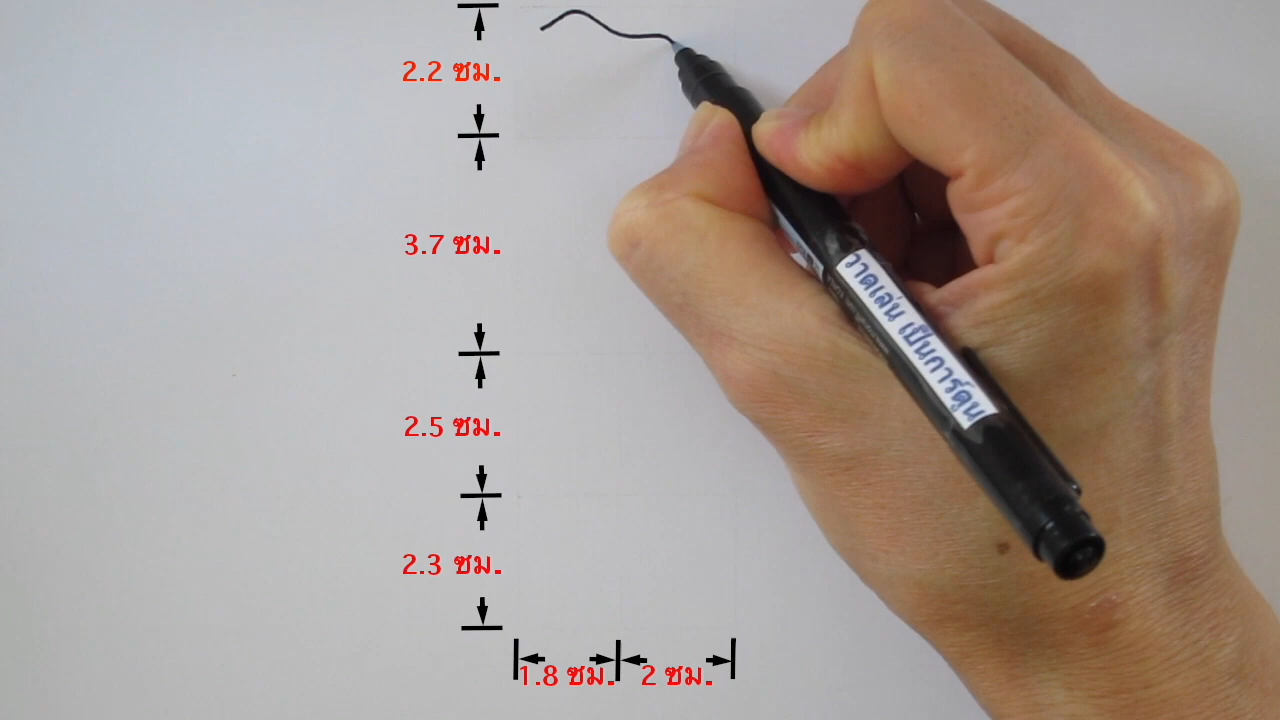 2.2 ซม.
3.7 ซม.
2.5 ซม.
2.3 ซม.
1.8 ซม. 2 ซม.
วาดเล่น เป็นการ์ตูน